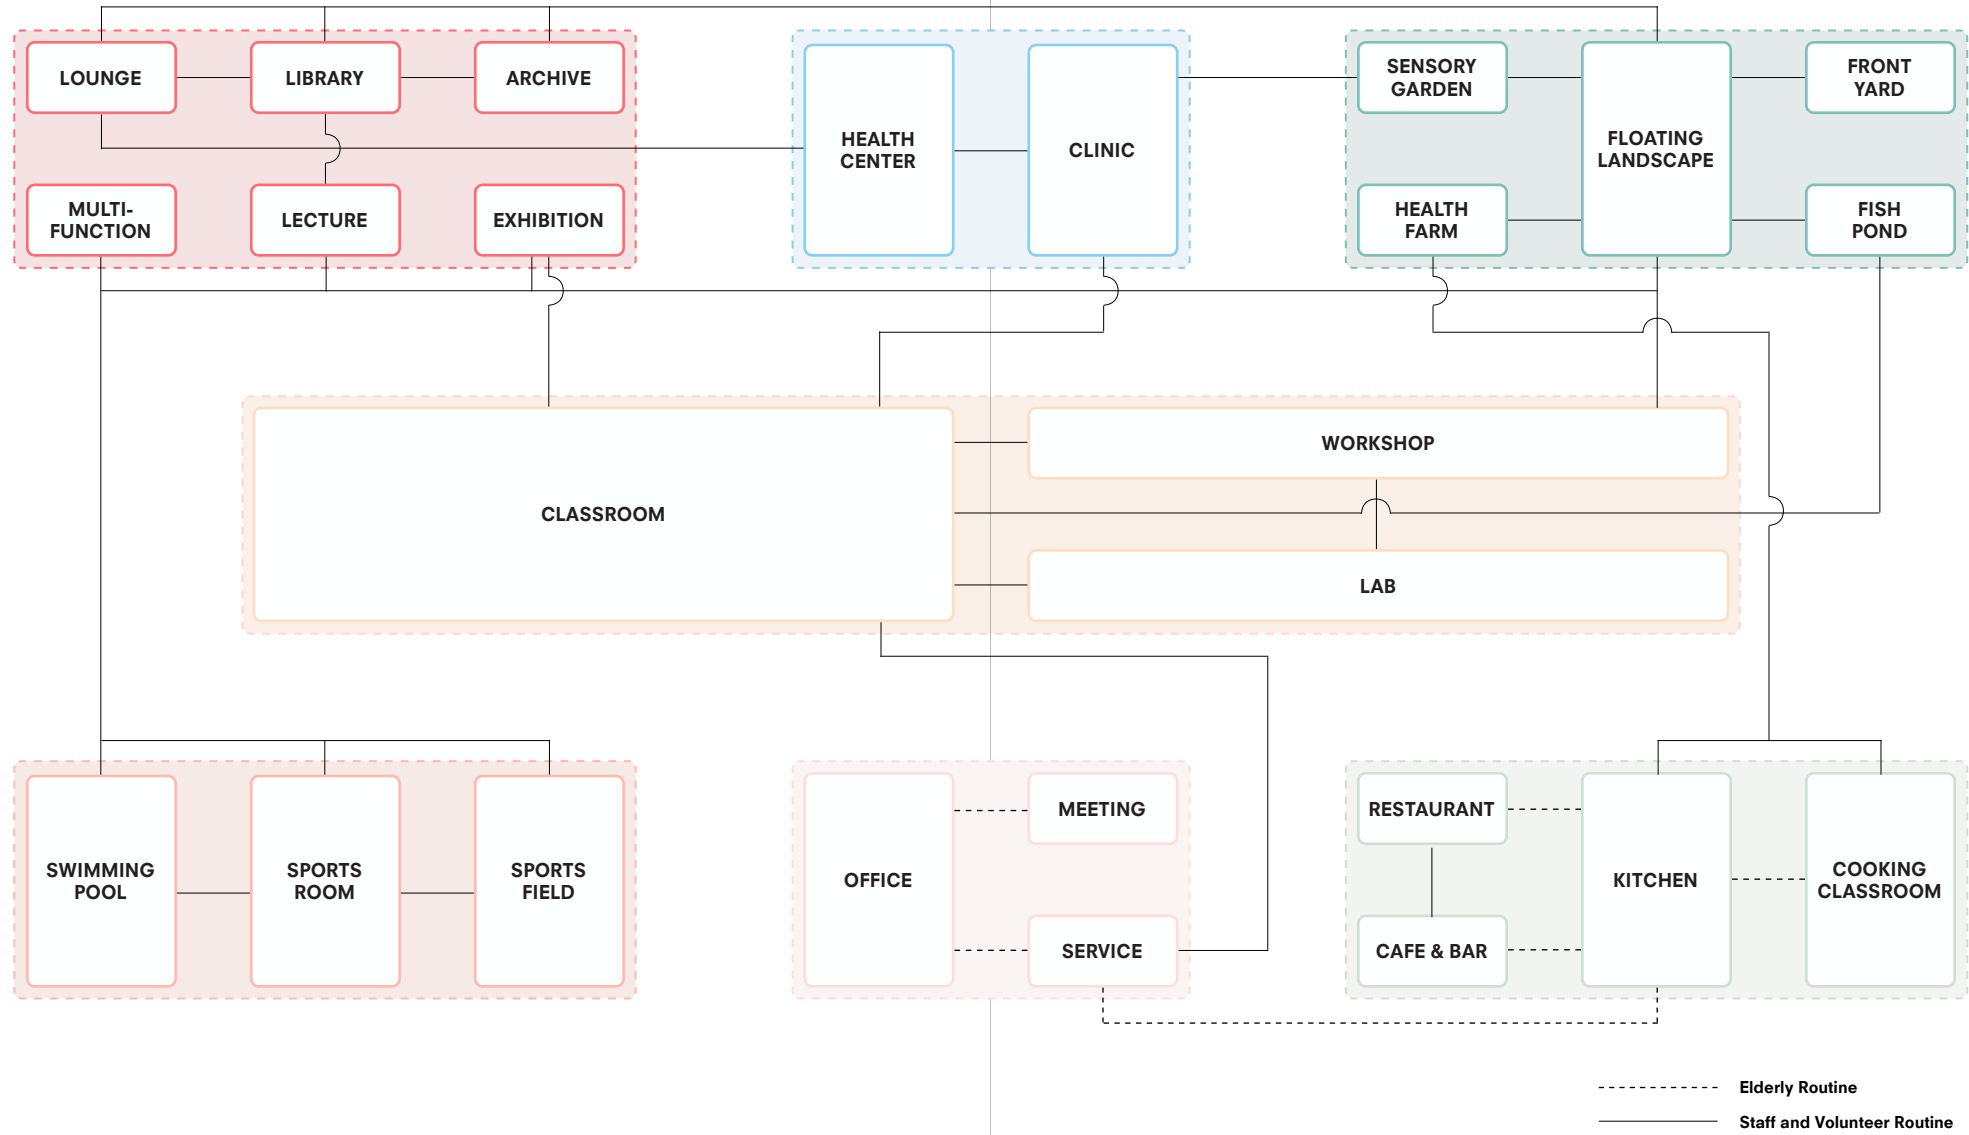 LOUNGE
LIBRARY
ARCHIVE
MULTI-
FUNCTION
LECTURE
EXHIBITION
HEALTH
CENTER
CLINIC
SENSORY
GARDEN
FLOATING
LANDSCAPE
FRONT
YARD
HEALTH
FARM
FISH
POND
CLASSROOM
WORKSHOP
LAB
SWIMMING
POOL
SPORTS
ROOM
SPORTS
FIELD
OFFICE
MEETING
SERVICE
RESTAURANT
CAFE & BAR
KITCHEN
COOKING
CLASSROOM
Elderly Routine
Staff and Volunteer Routine